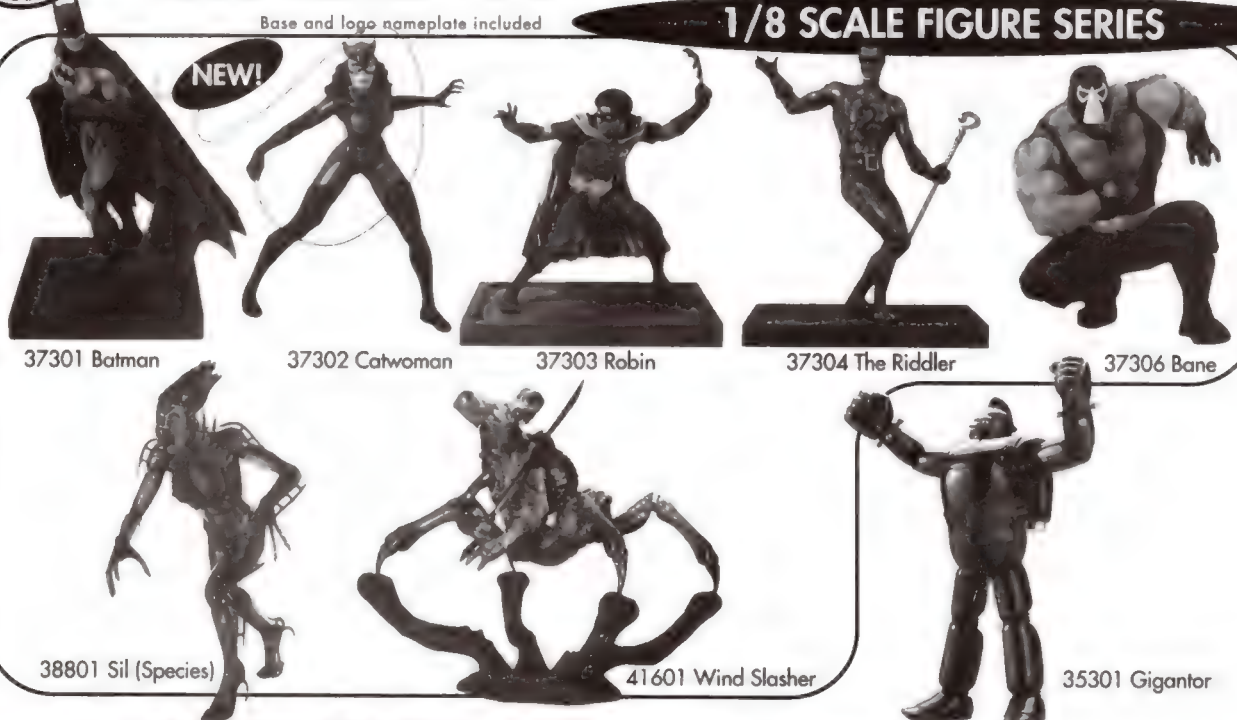 Base and logo nameplate included
1/8 SCALE FIGURE SERIES
NEW!
37301 Batman
37302 Catwoman
37303 Robin
37304 The Riddler
37306 Bane
38801 Sil (Species)
41601 Wind Slasher
35301 Gigantor